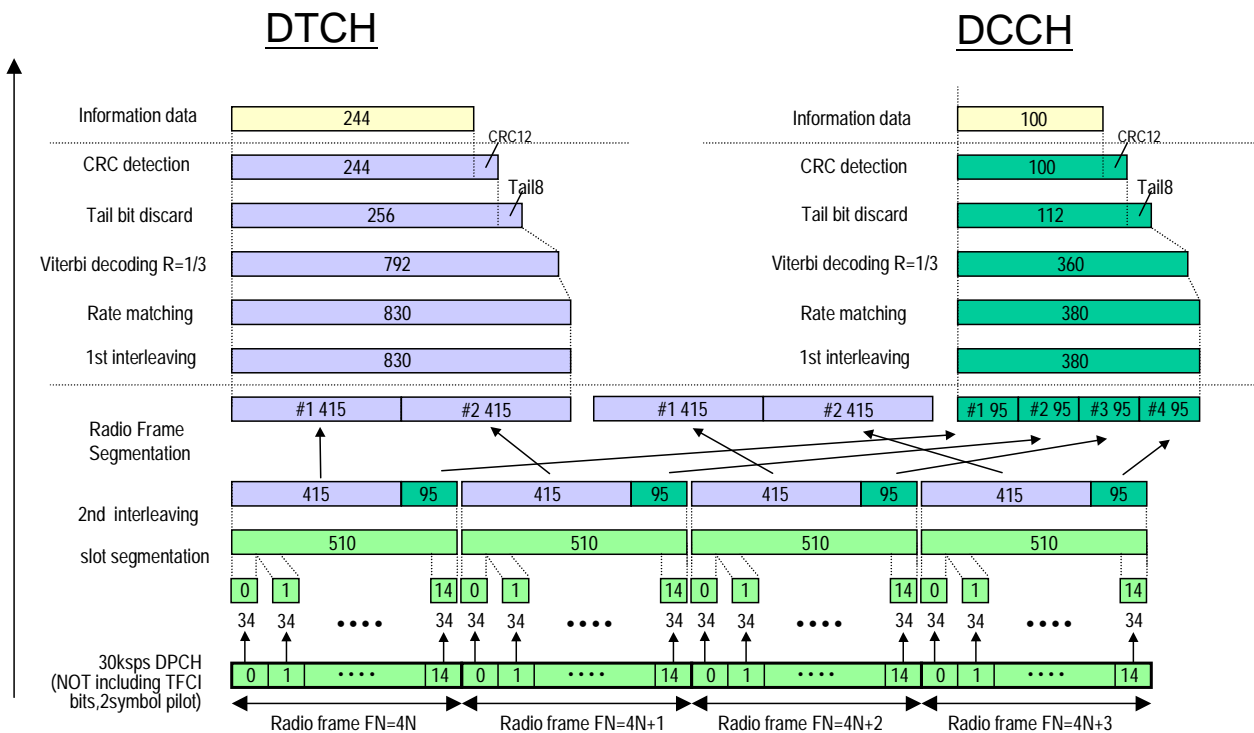 DTCH DCCH
Information data 244 Information data 100
CRC12 CRC12
CRC detection 244 CRC detection 100
Tail8 Tail8
Tail bit discard 256 Tail bit discard 112
Viterbi decoding R=1/3 792 Viterbi decoding R=1/3 360
Rate matching 830 Rate matching 380
1st interleaving 830 1st interleaving 380
#1 415 #2 415 #1 415 #2 415 #1 95 #2 95 #3 95 #4 95
Radio Frame
Segmentation
415 95 415 95 415 95 415 95
2nd interleaving
510 510 510 510
slot segmentation
0 1 14 0 1 14 0 1 14 0 1 14
34 34 •••• 34 34 34 •••• 34 34 34 •••• 34 34 34 •••• 34
30ksps DPCH
(NOT including TFCI
bits,2symbol pilot)
0 1 •••• 14 0 1 •••• 14 0 1 •••• 14 0 1 •••• 14
Radio frame FN=4N Radio frame FN=4N+1 Radio frame FN=4N+2 Radio frame FN=4N+3